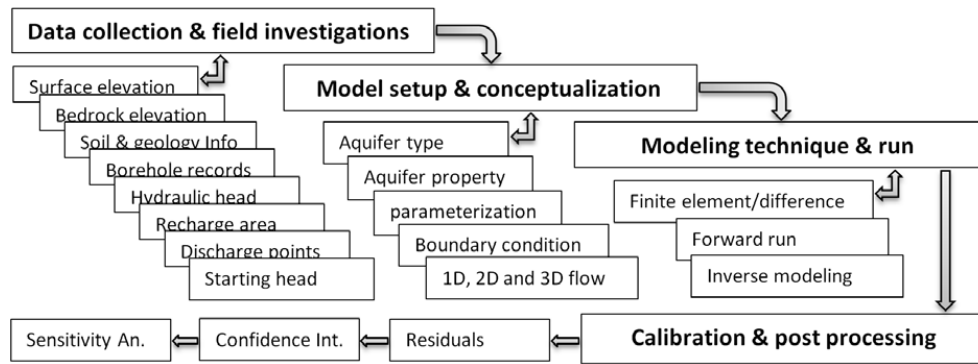 Data collection & field investigations
Surface elevation
Bedrock elevation
Soil & geology Info
Borehole records
Hydraulic head
Recharge area
Discharge points
Starting head
Model setup & conceptualization
Aquifer type
Aquifer property
parameterization
Boundary condition
1D, 2D and 3D flow
Modeling technique & run
Finite element/difference
Forward run
Inverse modeling
Calibration & post processing
Residuals
Confidence Int.
Sensitivity An.